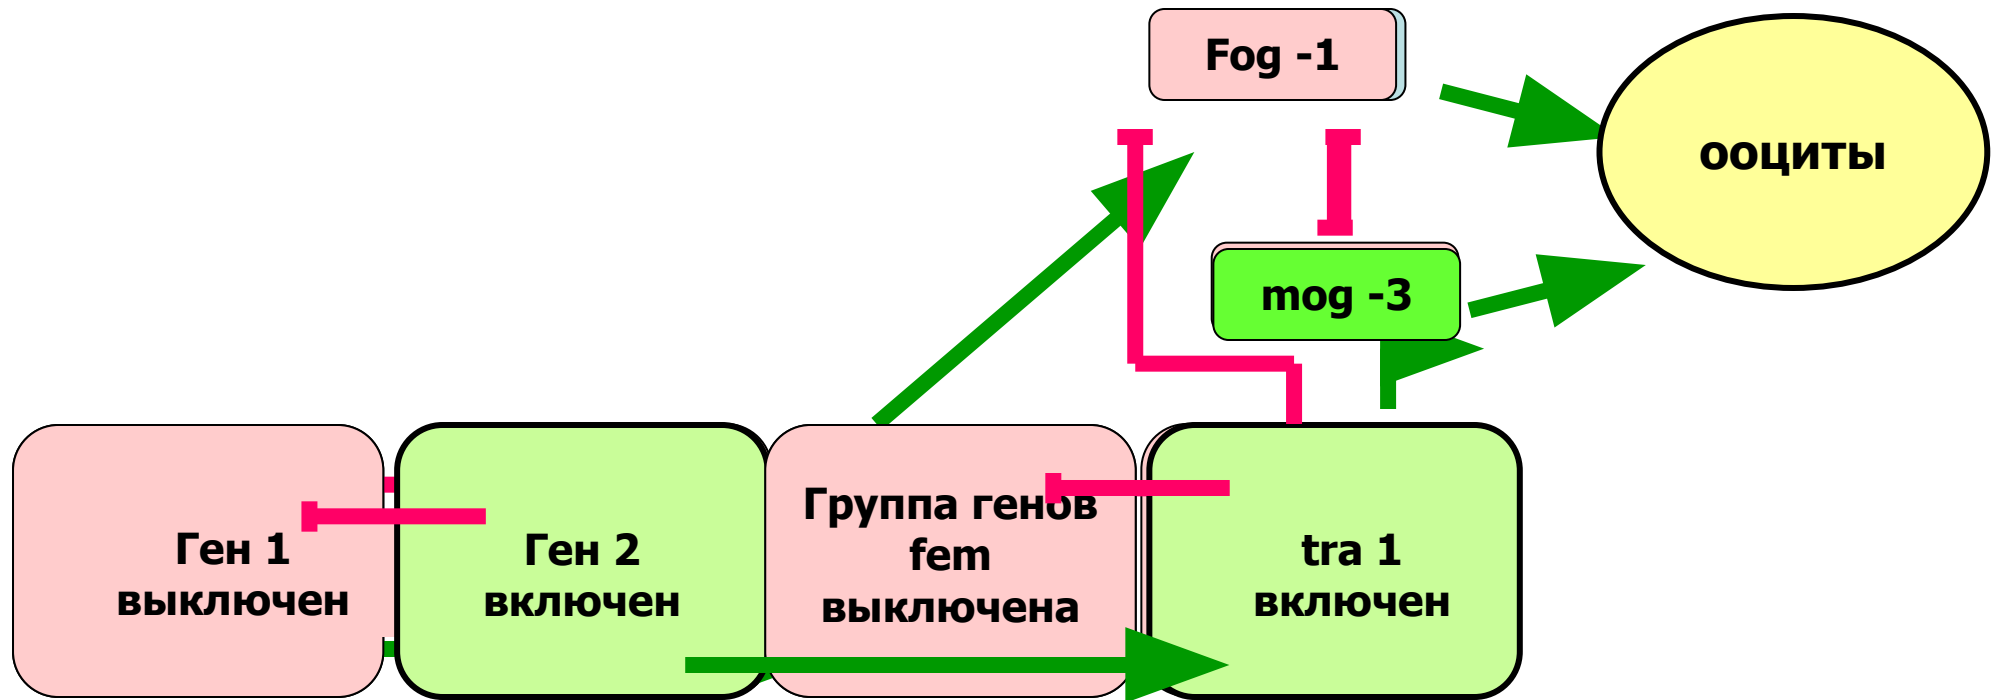 Fog -1
ооциты
mog -3
Ген 1
выключен
Ген 2
включен
Группа генов
fem
выключена
tra 1
включен